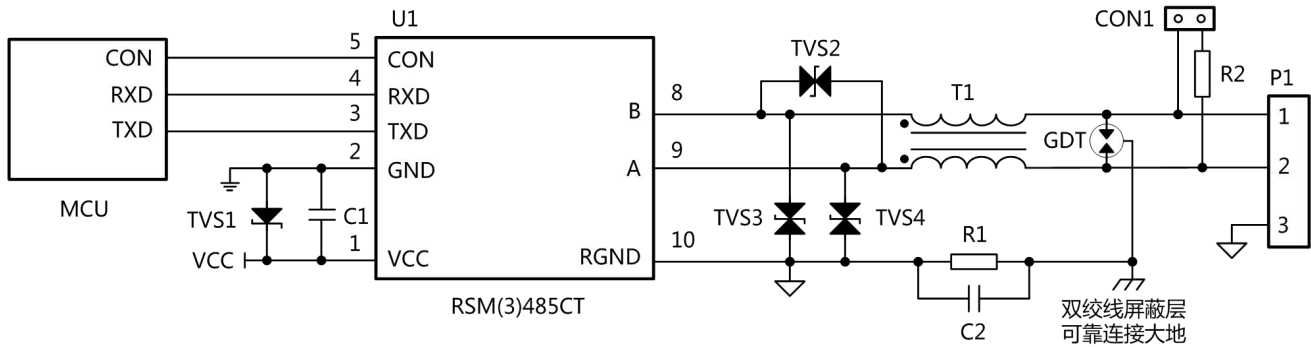 U1
CON1
MCU
CON
RXD
TXD
5
4
3
2
1
CON
RXD
TXD
GND
VCC
B
A
RGND
8
9
10
RSM(3)485CT
TVS1
C1
VCC
TVS2
TVS3
TVS4
T1
GDT
R2
P1
1
2
3
R1
C2
双绞线屏蔽层
可靠连接大地